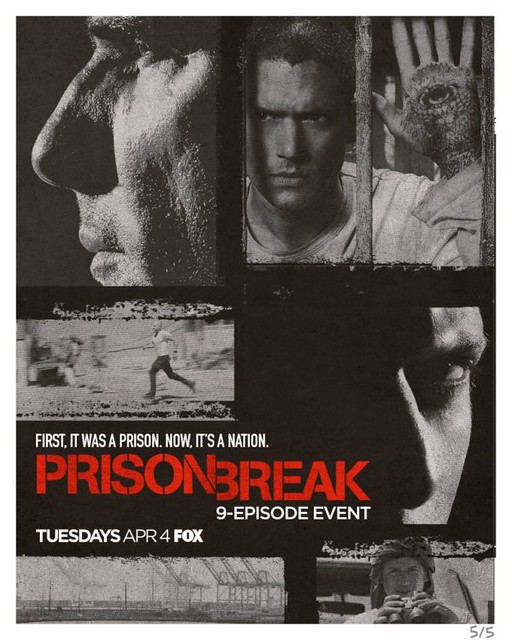 FIRST, IT WAS A PRISON. NOW, IT'S A NATION.
PRISON BREAK
9-EPISODE EVENT
TUESDAYS APR 4 FOX
5/5